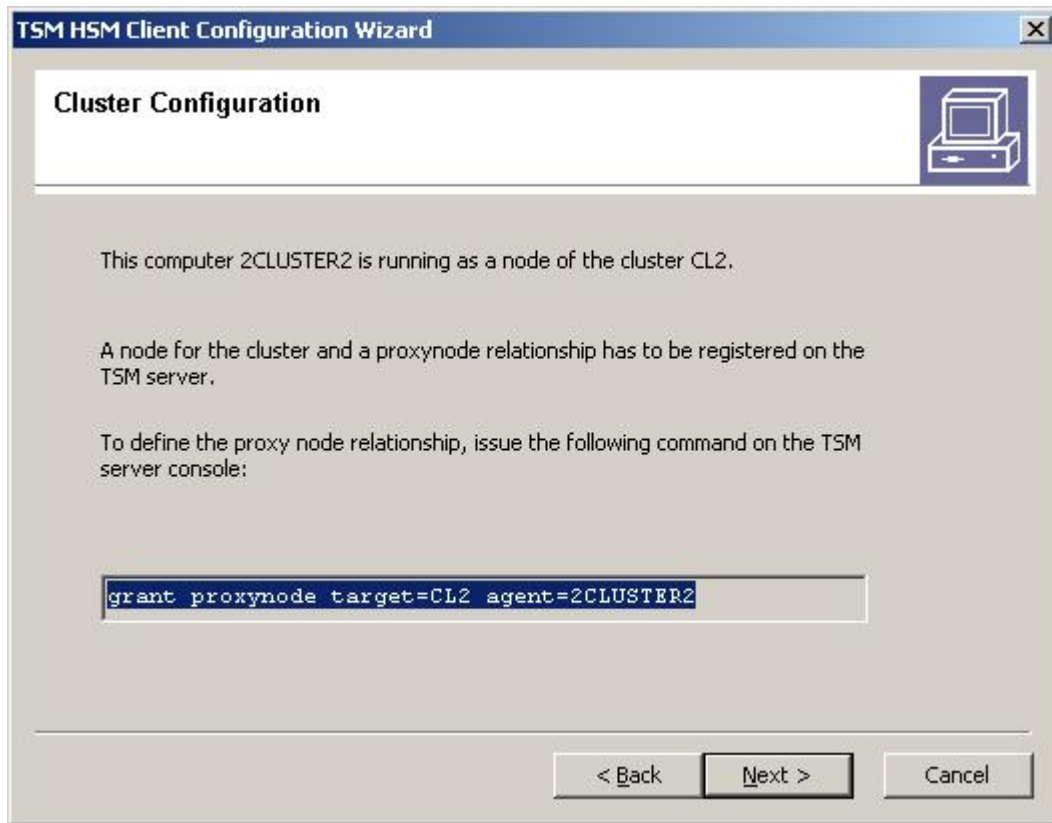 TSM HSM Client Configuration Wizard
Cluster Configuration
This computer 2CLUSTER2 is running as a node of the cluster CL2.
A node for the cluster and a proxynode relationship has to be registered on the
TSM server.
To define the proxy node relationship, issue the following command on the TSM
server console:
grant proxynode target=CL2 agent=2CLUSTER2
< Back
Next >
Cancel